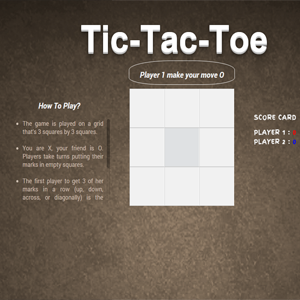 Tic-Tac-Toe
Player 1 make your move O
How To Play?
The game is played on a grid
that's 3 squares by 3 squares.
You are X, your friend is O.
Players take turns putting their
marks in empty squares.
The first player to get 3 of her
marks in a row (up, down,
across, or diagonally) is the
SCORE CARD
PLAYER 1 :
PLAYER 2 :